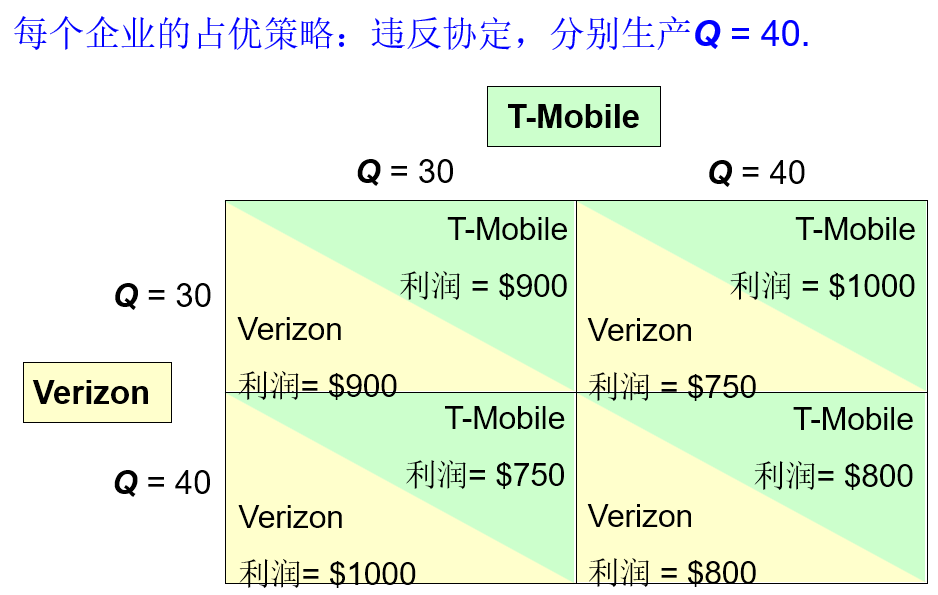 每个企业的占优策略：违反协定，分别生产Q = 40.
T-Mobile
Q = 30
Q = 40
Q = 30
T-Mobile
利润 = $900
Verizon
利润= $900
T-Mobile
利润 = $1000
Verizon
利润 = $750
Verizon
Q = 40
T-Mobile
利润= $750
Verizon
利润= $1000
T-Mobile
利润= $800
Verizon
利润 = $800